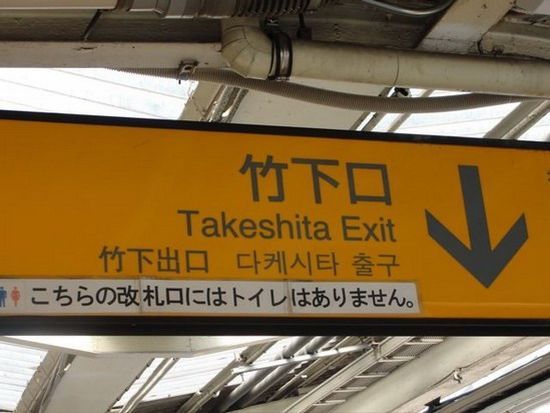 竹下口
Takeshita Exit
竹下出口 다케시타 출구
こちらの改札口にはトイレはありません。